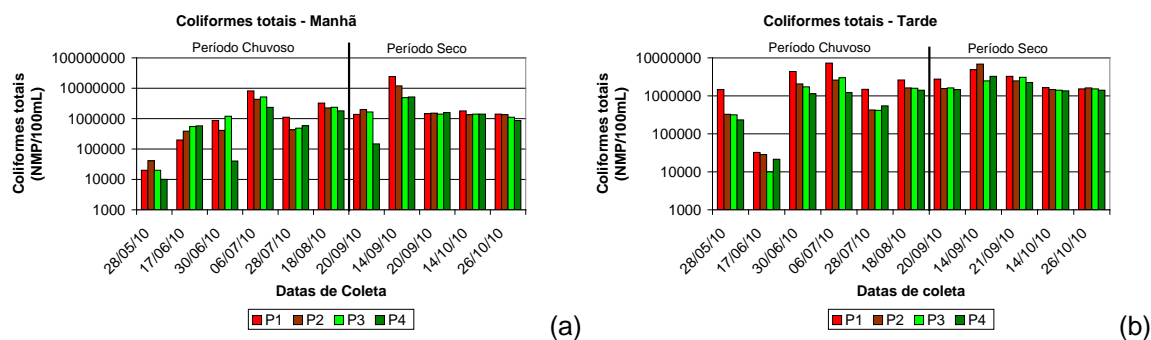 Coliformes totais - Manhã
Período Chuvoso
Período Seco
Coliformes totais
(NMP/100mL)
100000000
10000000
1000000
100000
10000
1000
28/05/10
17/06/10
30/06/10
06/07/10
28/07/10
18/08/10
20/09/10
14/09/10
20/09/10
14/10/10
26/10/10
Datas de Coleta
P1 P2 P3 P4
(a)
Coliformes totais - Tarde
Período Chuvoso
Período Seco
Coliformes totais
(NMP/100mL)
10000000
1000000
100000
10000
1000
28/05/10
17/06/10
30/06/10
06/07/10
28/07/10
18/08/10
20/09/10
14/09/10
21/09/10
14/10/10
26/10/10
Datas de coleta
P1 P2 P3 P4
(b)